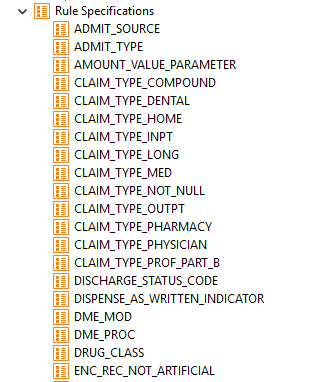 Rule Specifications
ADMIT_SOURCE
ADMIT_TYPE
AMOUNT_VALUE_PARAMETER
CLAIM_TYPE_COMPOUND
CLAIM_TYPE_DENTAL
CLAIM_TYPE_HOME
CLAIM_TYPE_INPT
CLAIM_TYPE_LONG
CLAIM_TYPE_MED
CLAIM_TYPE_NOT_NULL
CLAIM_TYPE_OUTPT
CLAIM_TYPE_PHARMACY
CLAIM_TYPE_PHYSICIAN
CLAIM_TYPE_PROF_PART_B
DISCHARGE_STATUS_CODE
DISPENSE_AS_WRITTEN_INDICATOR
DME_MOD
DME_PROC
DRUG_CLASS
ENC_REC_NOT_ARTIFICIAL